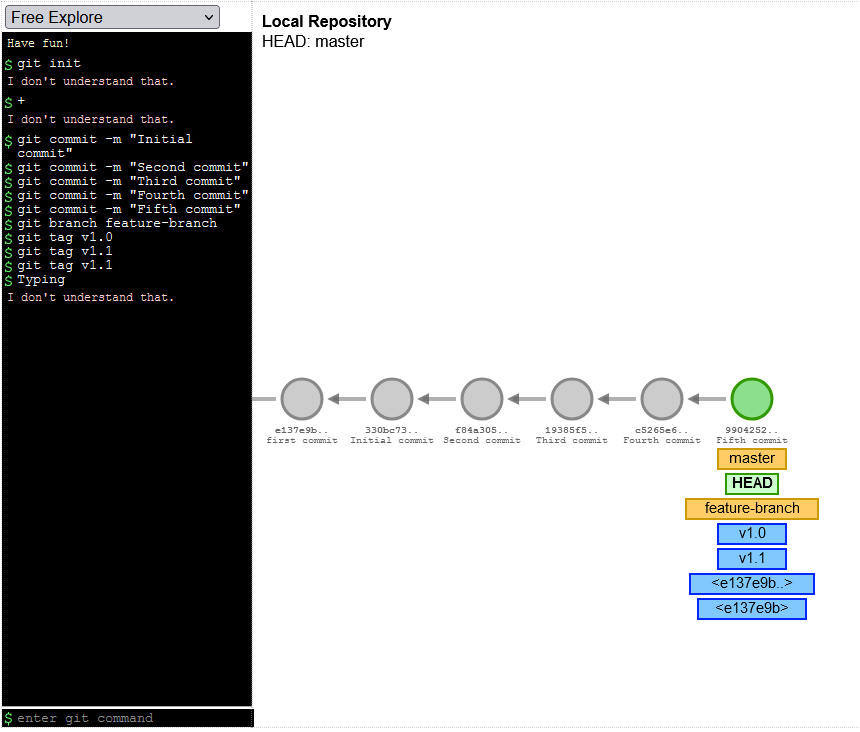 Free Explore
Have fun!
$ git init
I don't understand that.
$ +
I don't understand that.
$ git commit -m "Initial
commit"
$ git commit -m "Second commit"
$ git commit -m "Third commit"
$ git commit -m "Fourth commit"
$ git commit -m "Fifth commit"
$ git branch feature-branch
$ git tag v1.0
$ git tag v1.1
$ git tag v1.1
$ Typing
I don't understand that.
$ enter git command
Local Repository
HEAD: master
e137e9b.. 330bc73.. f84a305.. 19385f5.. c5265e6.. 9904252..
first commit Initial commit Second commit Third commit Fourth commit Fifth commit
master
HEAD
feature-branch
v1.0
v1.1
<e137e9b..>
<e137e9b>